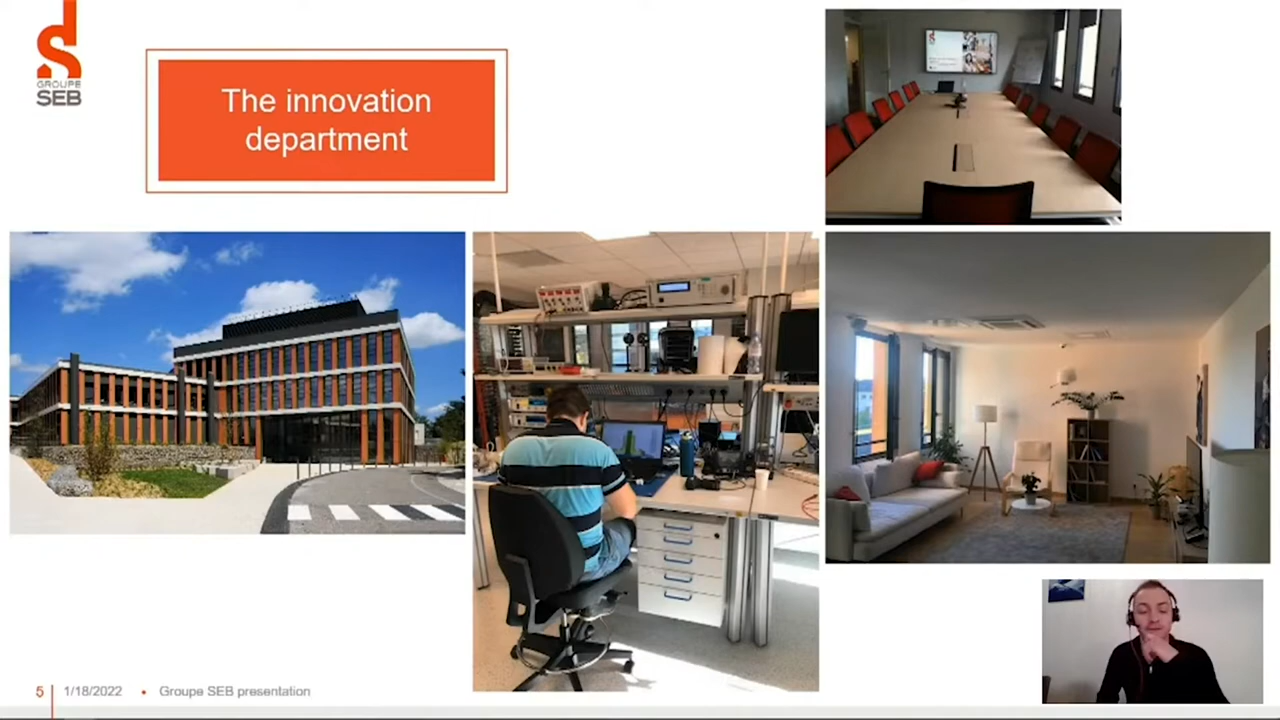 GROUPE
SEB
The innovation
department
5
1/18/2022 • Groupe SEB presentation